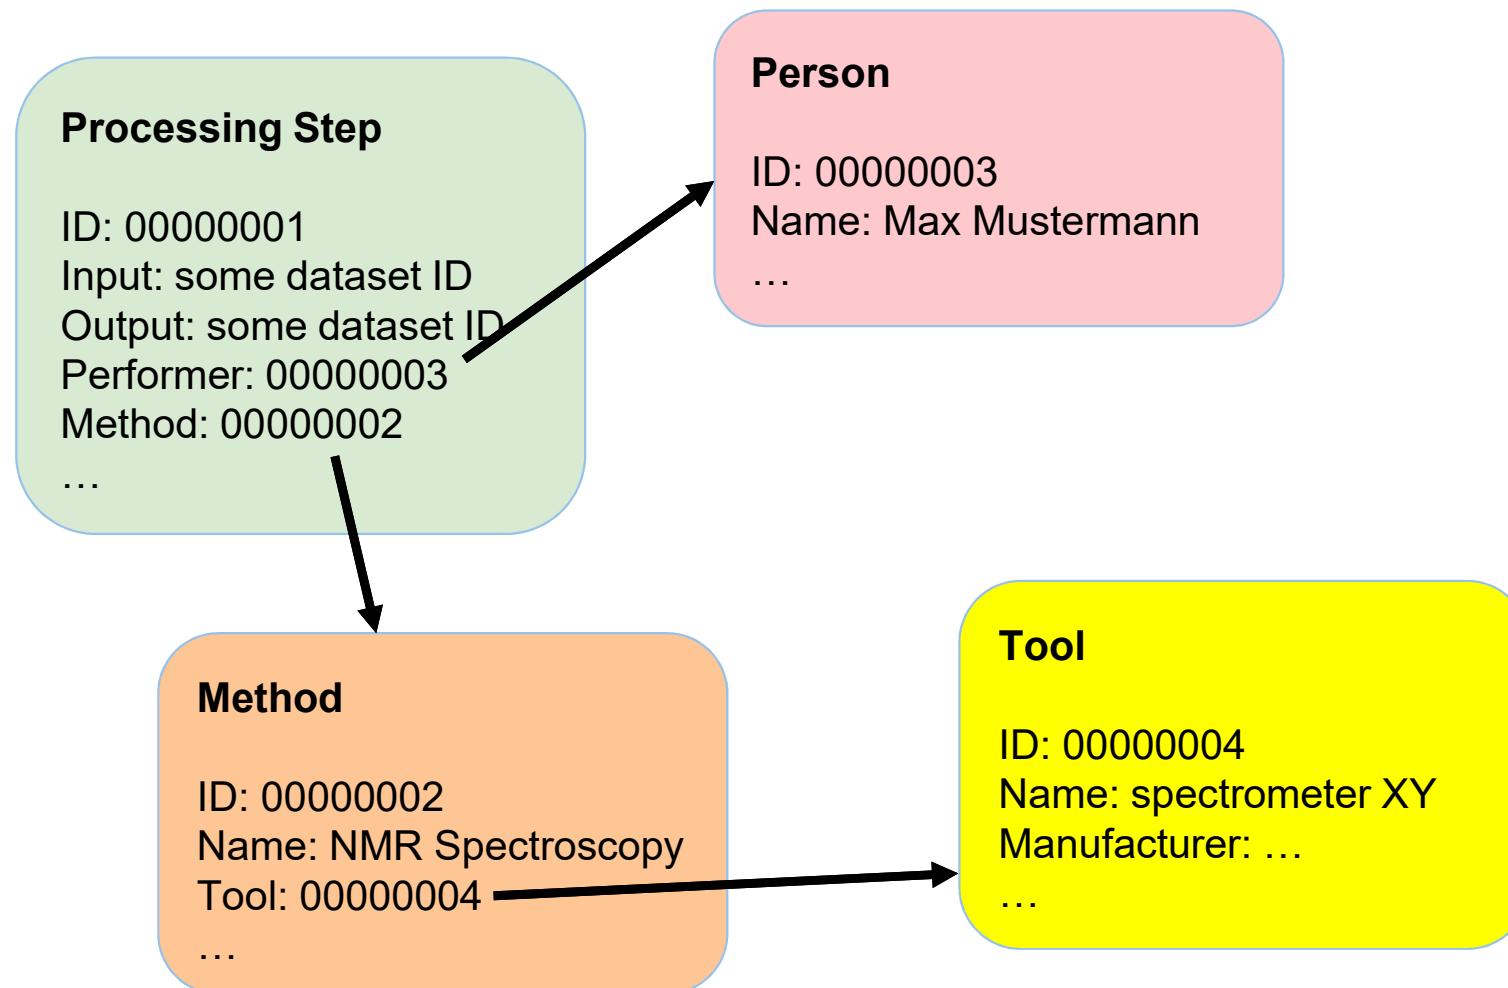 Processing Step
ID: 00000001
Input: some dataset ID
Output: some dataset ID
Performer: 00000003
Method: 00000002
…
Person
ID: 00000003
Name: Max Mustermann
…
Method
ID: 00000002
Name: NMR Spectroscopy
Tool: 00000004
…
Tool
ID: 00000004
Name: spectrometer XY
Manufacturer: …
…